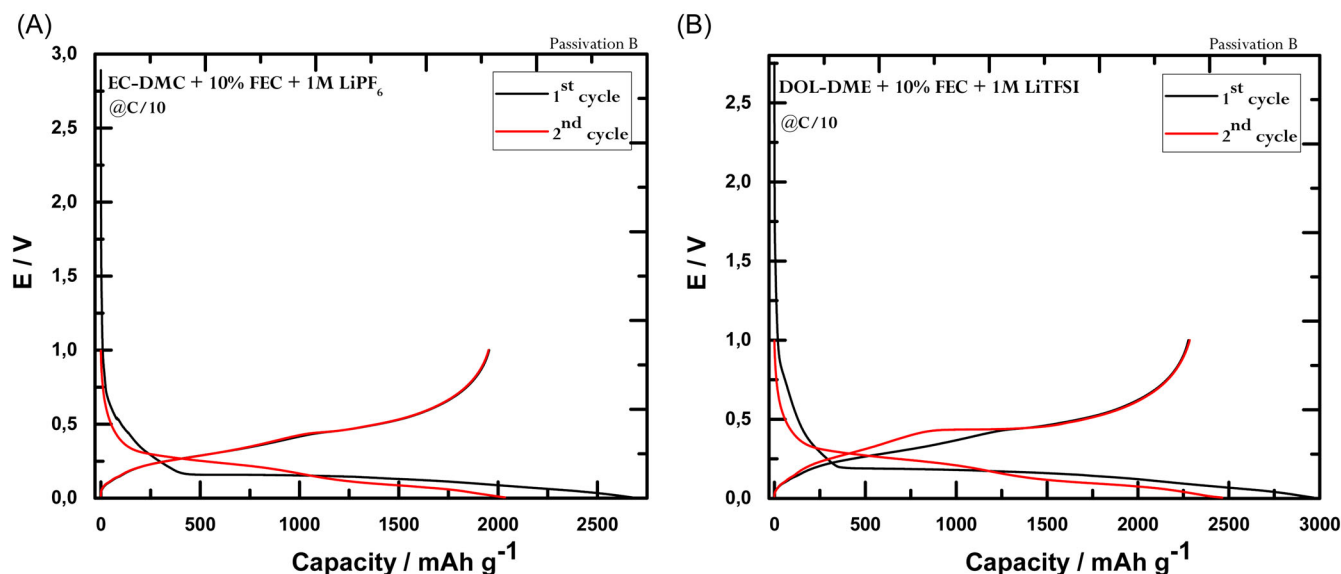 (A)
Passivation B
EC-DMC + 10% FEC + 1M LiPF6
@C/10
1st cycle
2nd cycle
3,0
2,5
2,0
1,5
1,0
0,5
0,0
E / V
0 500 1000 1500 2000 2500
Capacity / mAh g-1
(B)
Passivation B
DOL-DME + 10% FEC + 1M LiTFSI
@C/10
1st cycle
2nd cycle
2,5
2,0
1,5
1,0
0,5
0,0
E / V
0 500 1000 1500 2000 2500 3000
Capacity / mAh g-1